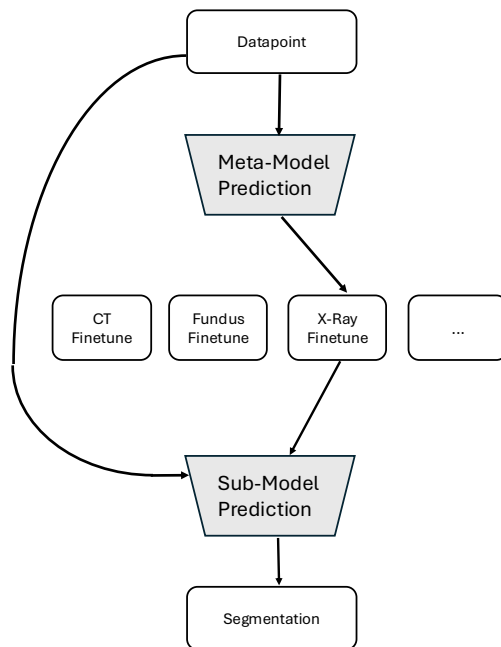 Datapoint
Meta-Model
Prediction
CT
Finetune
Fundus
Finetune
X-Ray
Finetune
...
Sub-Model
Prediction
Segmentation